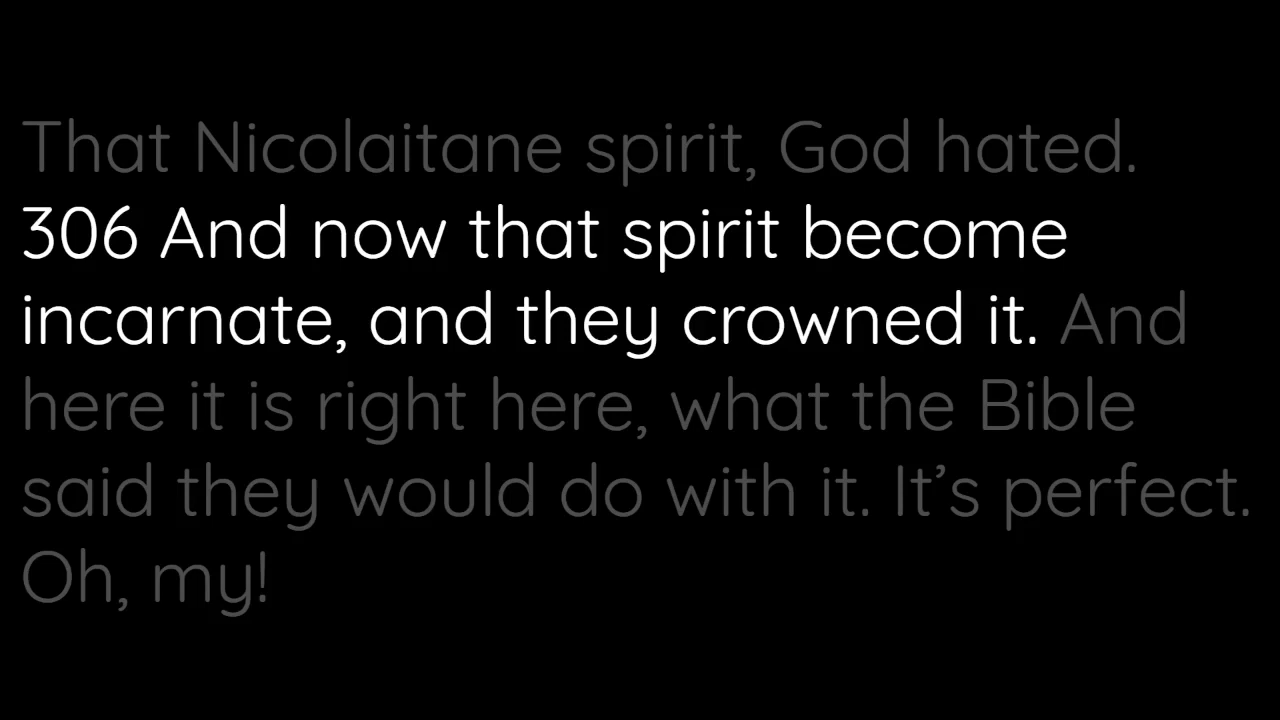 That Nicolaitane spirit, God hated.
306 And now that spirit become
incarnate, and they crowned it. And
here it is right here, what the Bible
said they would do with it. It’s perfect.
Oh, my!